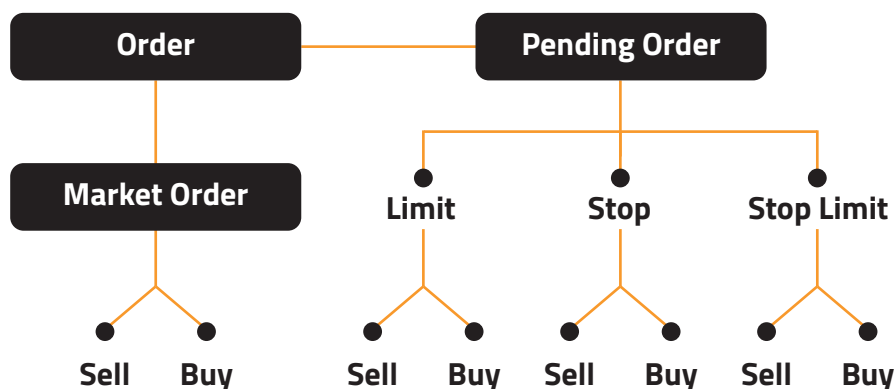 Order
Pending Order
Market Order
Limit
Stop
Stop Limit
Sell
Buy
Sell
Buy
Sell
Buy
Sell
Buy